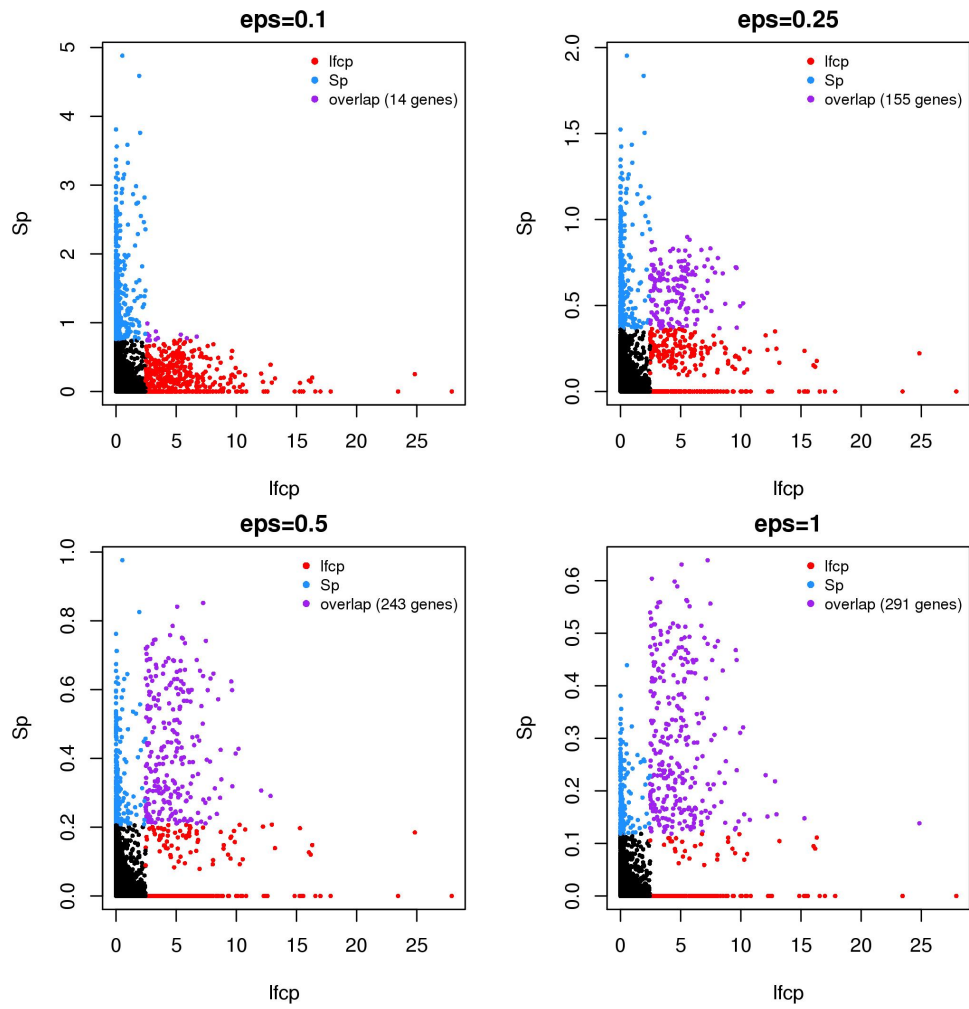 eps=0.1
5
4
3
2
1
0
Sp
lfcp
Sp
overlap (14 genes)
0 5 10 15 20 25
lfcp
eps=0.25
2.0
1.5
1.0
0.5
0.0
Sp
lfcp
Sp
overlap (155 genes)
0 5 10 15 20 25
lfcp
eps=0.5
1.0
0.8
0.6
0.4
0.2
0.0
Sp
lfcp
Sp
overlap (243 genes)
0 5 10 15 20 25
lfcp
eps=1
0.6
0.5
0.4
0.3
0.2
0.1
0.0
Sp
lfcp
Sp
overlap (291 genes)
0 5 10 15 20 25
lfcp